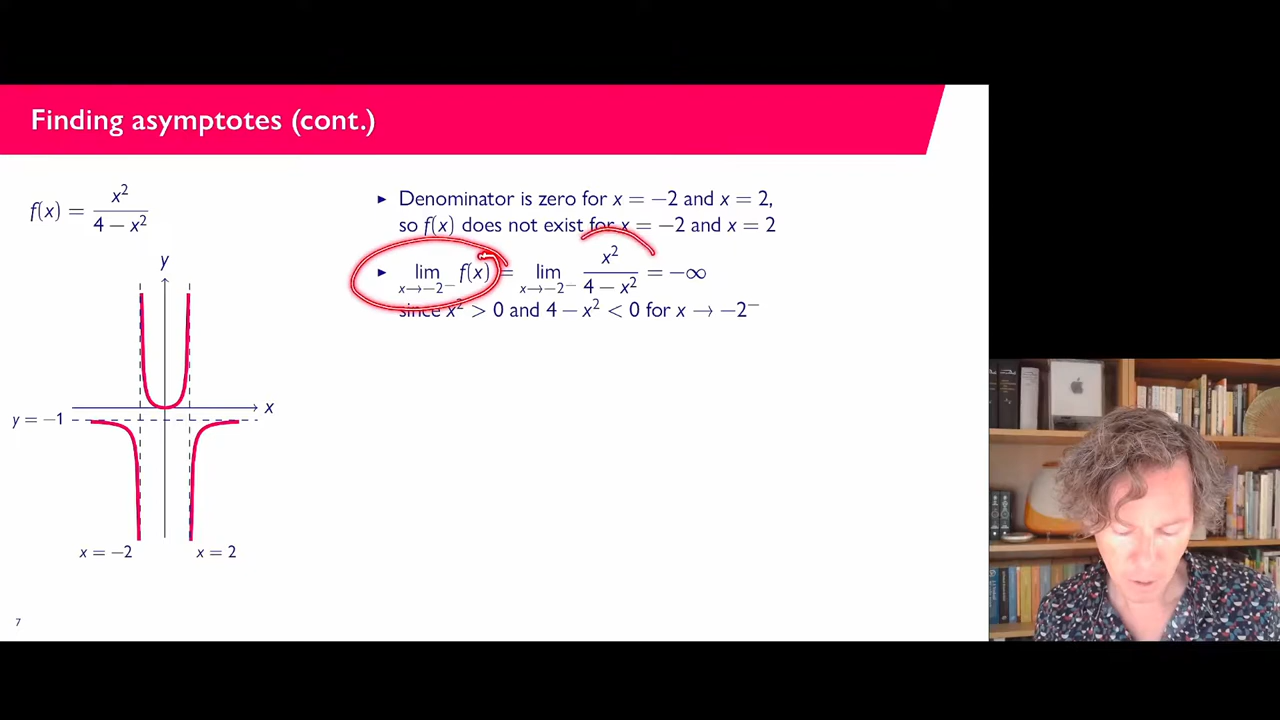 Finding asymptotes (cont.)
f(x) = x² / (4 − x²)
y
x
y = −1
x = −2
x = 2
▸ Denominator is zero for x = −2 and x = 2,
so f(x) does not exist for x = −2 and x = 2
▸ lim x→−2⁻ f(x) = lim x→−2⁻ x² / (4 − x²) = −∞
since x² > 0 and 4 − x² < 0 for x → −2⁻
7